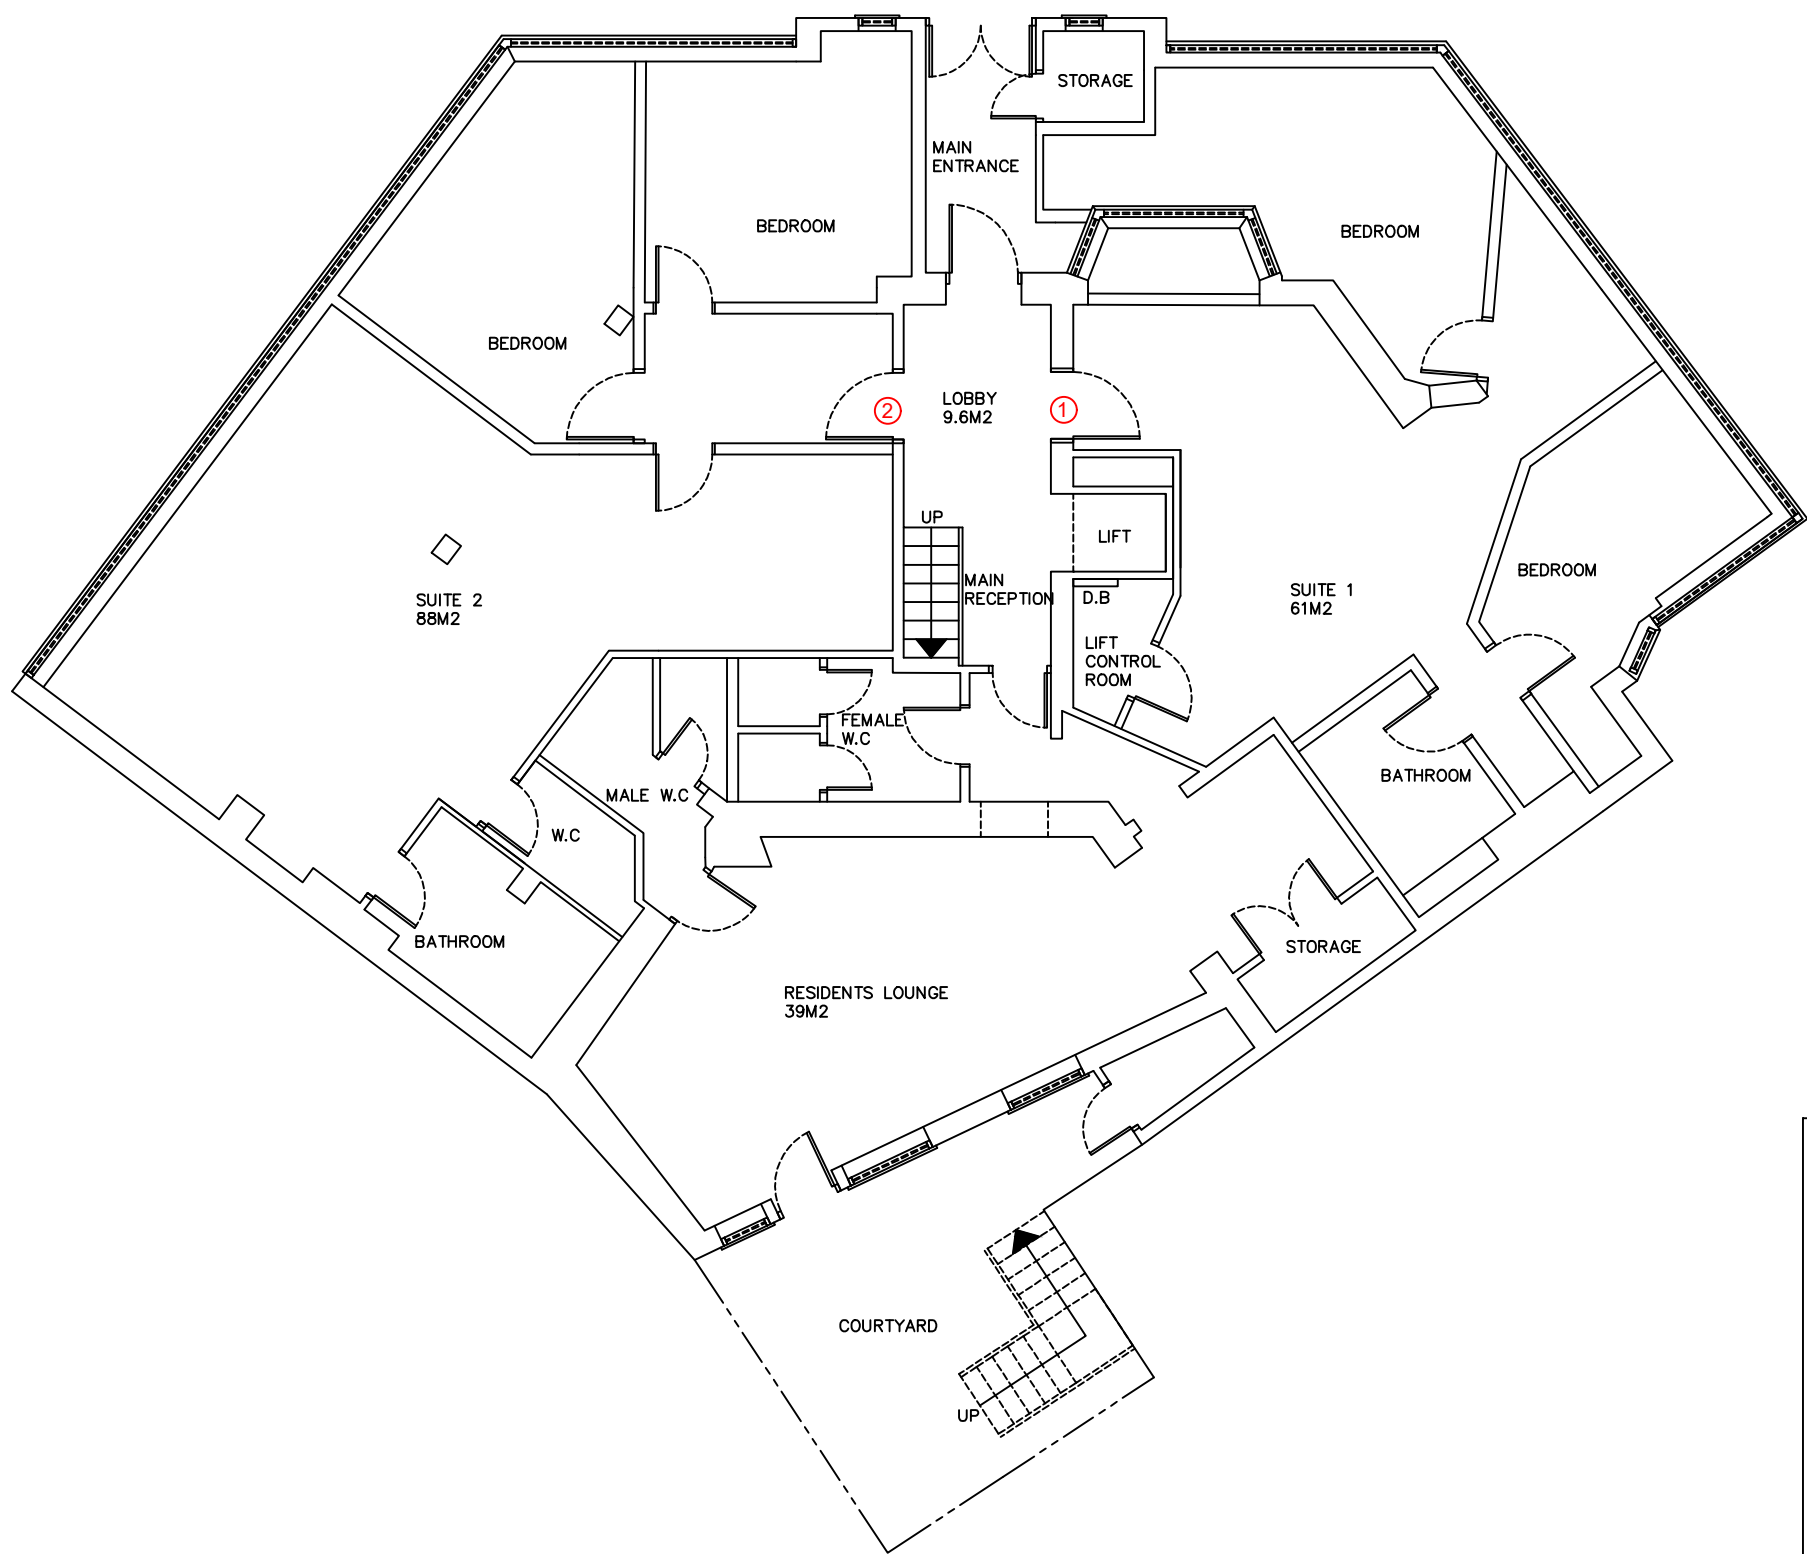 STORAGE
MAIN
ENTRANCE
BEDROOM
BEDROOM
BEDROOM
2
LOBBY
9.6M2
1
UP
LIFT
MAIN
RECEPTION
D.B
BEDROOM
SUITE 2
88M2
SUITE 1
61M2
LIFT
CONTROL
ROOM
FEMALE
W.C
BATHROOM
MALE W.C
W.C
BATHROOM
STORAGE
RESIDENTS LOUNGE
39M2
COURTYARD
UP